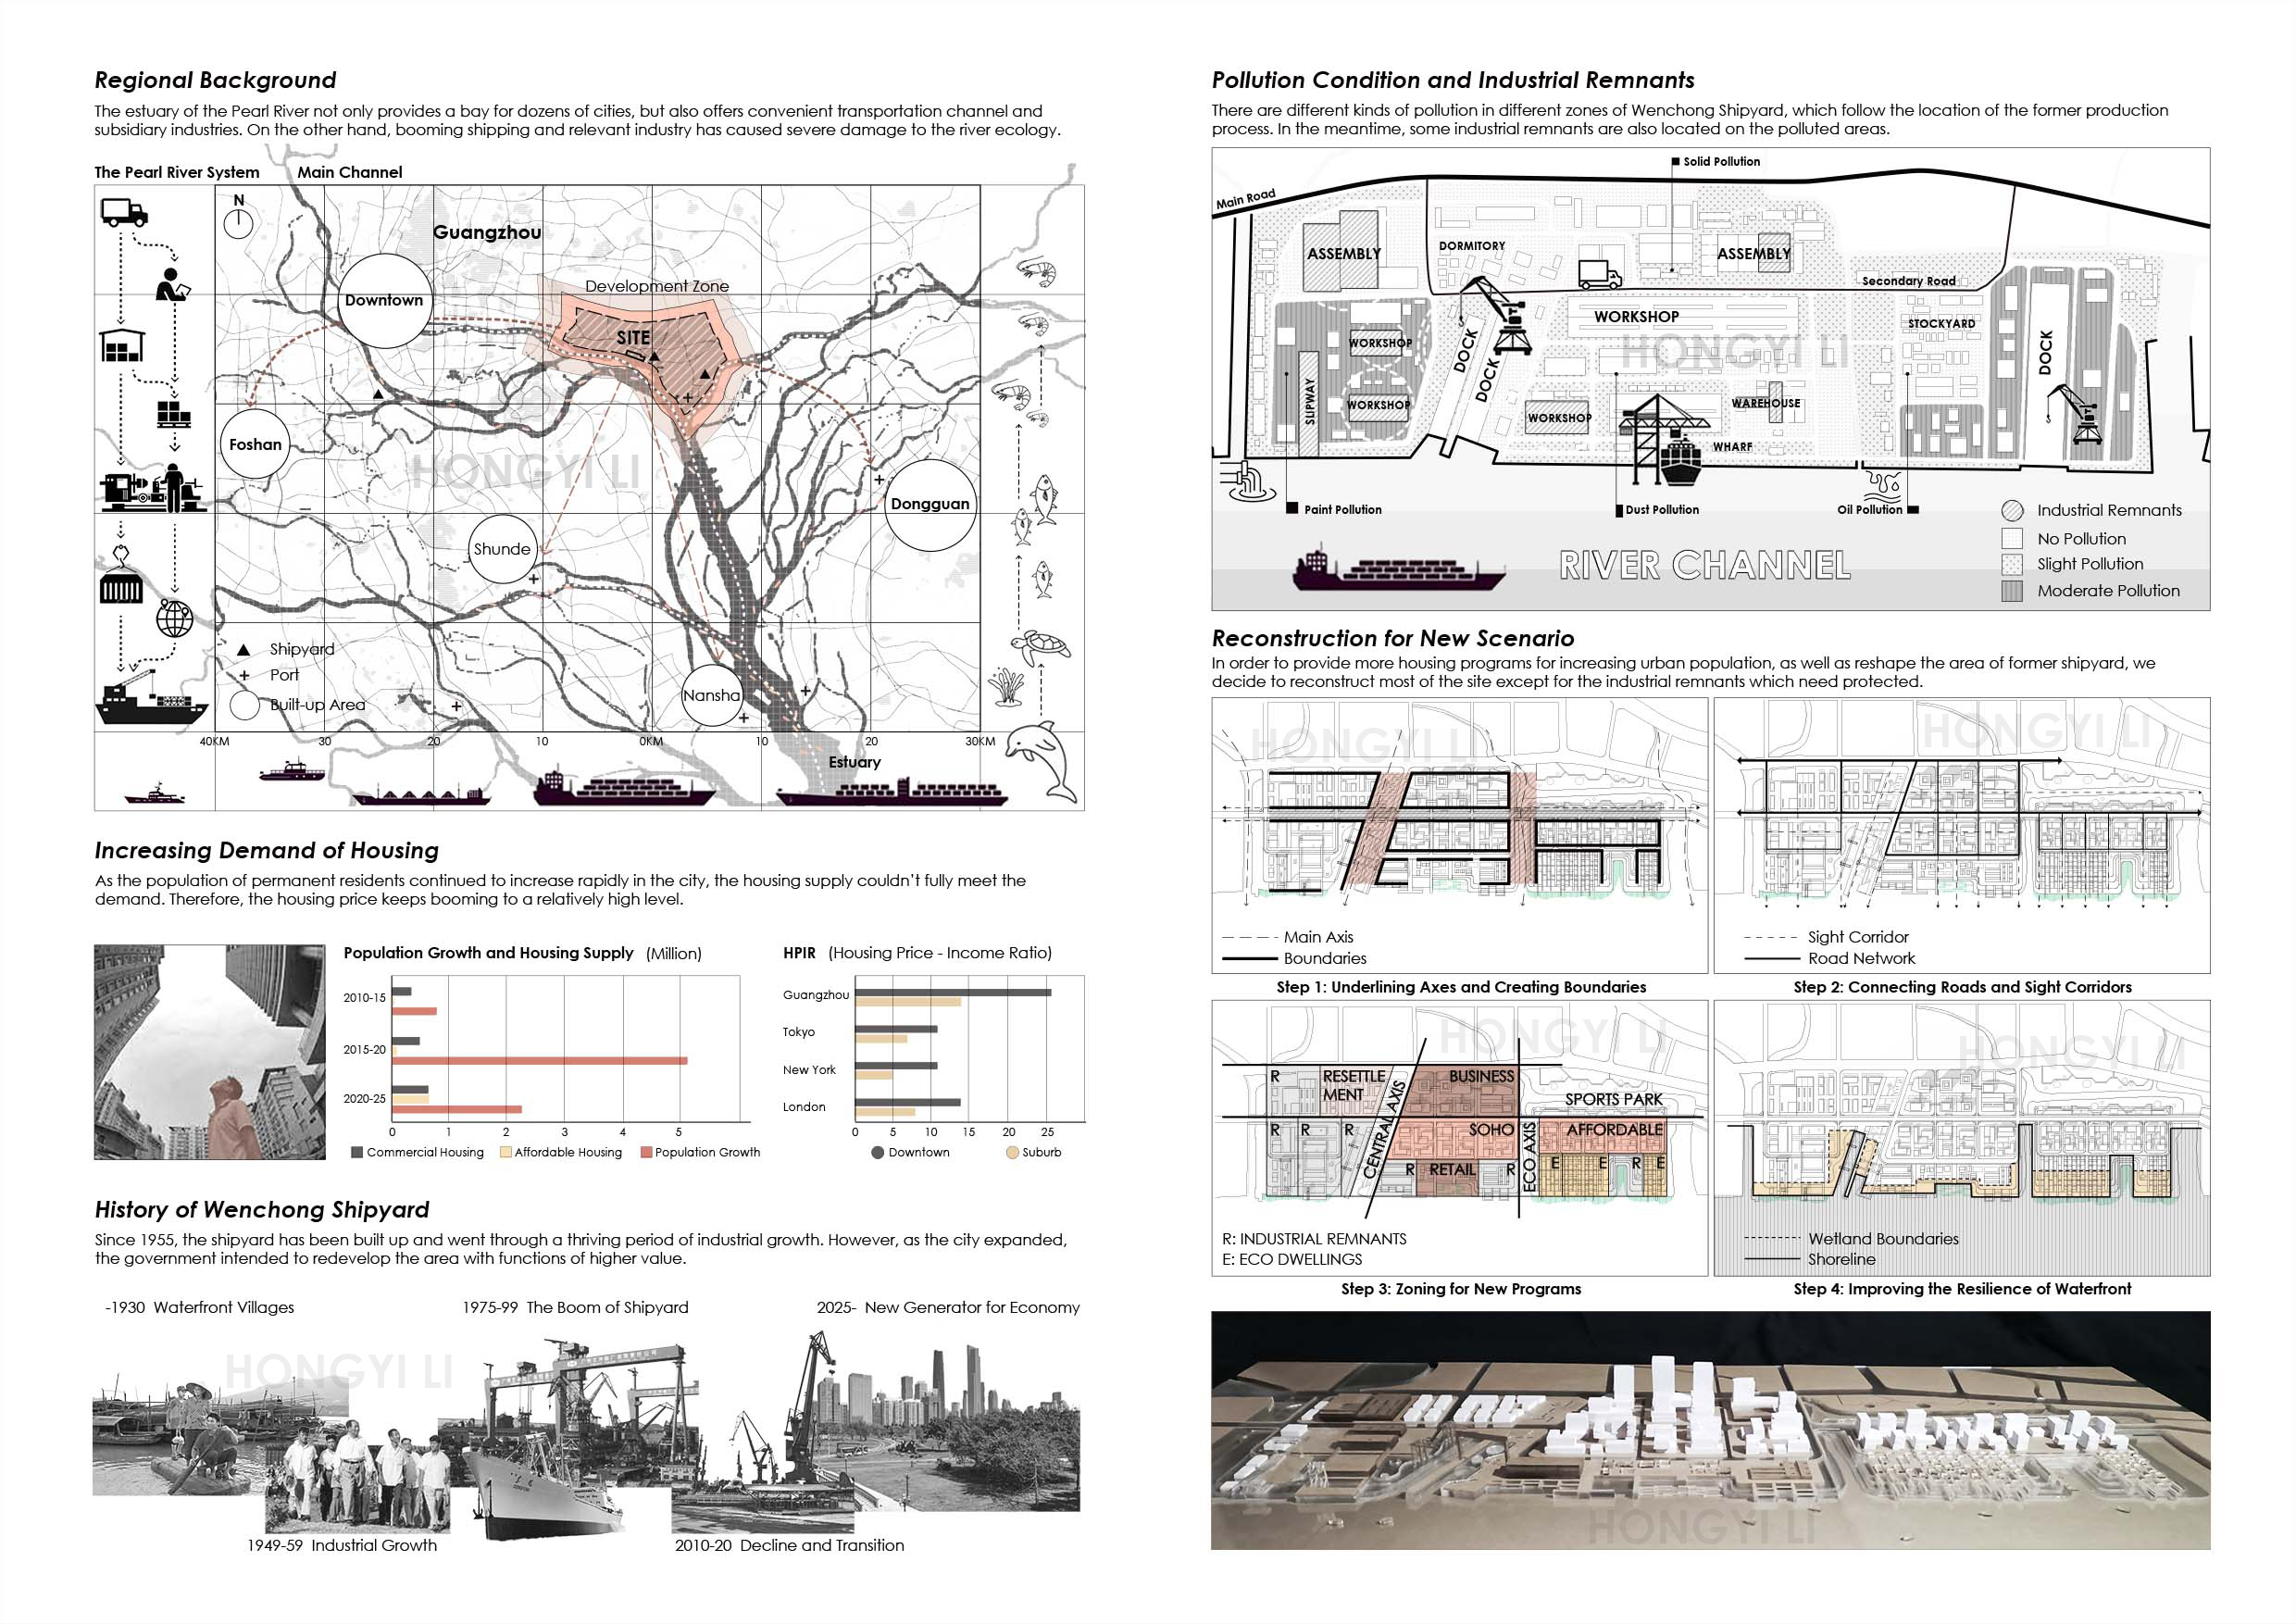 Regional Background
The estuary of the Pearl River not only provides a bay for dozens of cities, but also offers convenient transportation channel and
subsidiary industries. On the other hand, booming shipping and relevant industry has caused severe damage to the river ecology.
The Pearl River System
Main Channel
N
Guangzhou
Development Zone
Downtown
SITE
Foshan
HONGYI LI
Dongguan
Shunde
Shipyard
Port
Nansha
Built-up Area
40KM
30
20
10
0KM
10
20
30KM
Estuary
Increasing Demand of Housing
As the population of permanent residents continued to increase rapidly in the city, the housing supply couldn't fully meet the
demand. Therefore, the housing price keeps booming to a relatively high level.
Population Growth and Housing Supply (Million)
2010-15
2015-20
2020-25
0 1 2 3 4 5
Commercial Housing
Affordable Housing
Population Growth
HPIR (Housing Price - Income Ratio)
Guangzhou
Tokyo
New York
London
0 5 10 15 20 25
Downtown
Suburb
History of Wenchong Shipyard
Since 1955, the shipyard has been built up and went through a thriving period of industrial growth. However, as the city expanded,
the government intended to redevelop the area with functions of higher value.
-1930 Waterfront Villages
1975-99 The Boom of Shipyard
2025- New Generator for Economy
HONGYI LI
1949-59 Industrial Growth
2010-20 Decline and Transition
Pollution Condition and Industrial Remnants
There are different kinds of pollution in different zones of Wenchong Shipyard, which follow the location of the former production
process. In the meantime, some industrial remnants are also located on the polluted areas.
Solid Pollution
Main Road
ASSEMBLY
DORMITORY
ASSEMBLY
Secondary Road
WORKSHOP
STOCKYARD
WORKSHOP
HONGYI LI
DOCK
DOCK
DOCK
SLIPWAY
WORKSHOP
WORKSHOP
WAREHOUSE
WHARF
Paint Pollution
Dust Pollution
Oil Pollution
Industrial Remnants
No Pollution
Slight Pollution
Moderate Pollution
RIVER CHANNEL
Reconstruction for New Scenario
In order to provide more housing programs for increasing urban population, as well as reshape the area of former shipyard, we
decide to reconstruct most of the site except for the industrial remnants which need protected.
HONGYI LI
Main Axis
Boundaries
Step 1: Underlining Axes and Creating Boundaries
HONGYI LI
Sight Corridor
Road Network
Step 2: Connecting Roads and Sight Corridors
HONGYI LI
R
RESETTLE
MENT
BUSINESS
CENTRAL AXIS
SPORTS PARK
R R R
SOHO
ECO AXIS
AFFORDABLE
R
RETAIL
R
E E R E
R: INDUSTRIAL REMNANTS
E: ECO DWELLINGS
Step 3: Zoning for New Programs
HONGYI LI
Wetland Boundaries
Shoreline
Step 4: Improving the Resilience of Waterfront
HONGYI LI